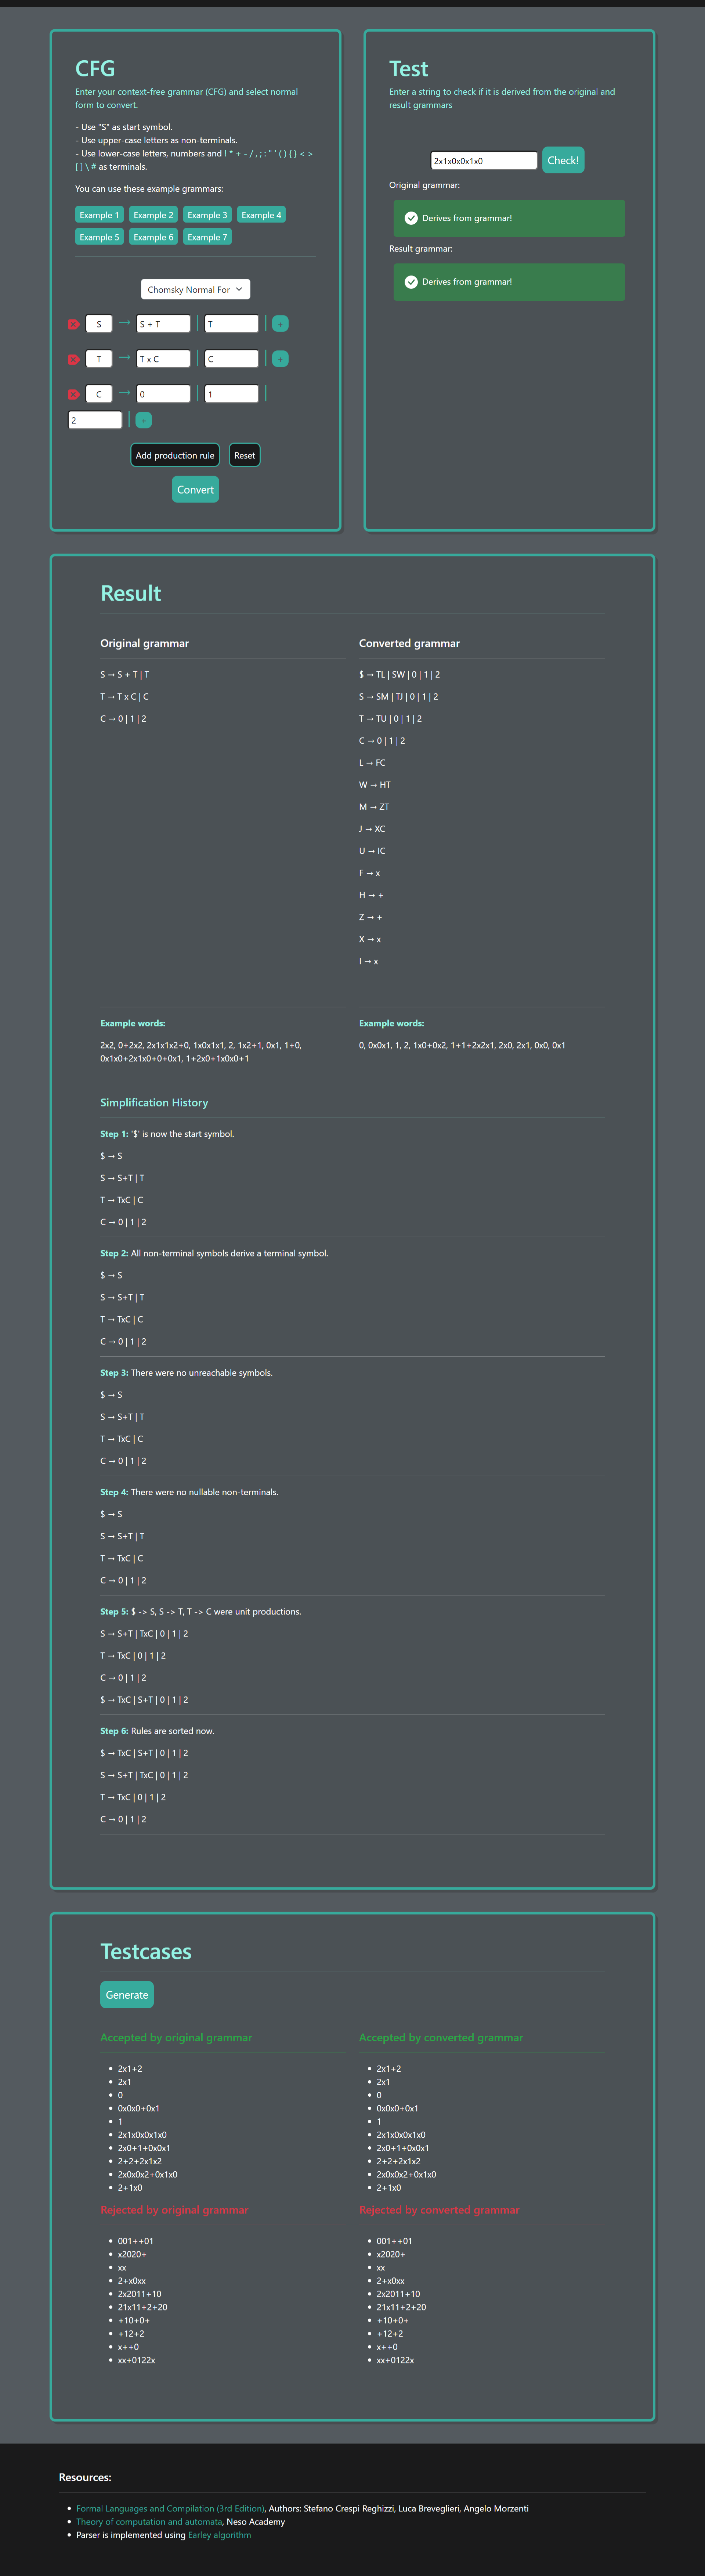 CFG
Enter your context-free grammar (CFG) and select normal
form to convert.
- Use "S" as start symbol.
- Use upper-case letters as non-terminals.
- Use lower-case letters, numbers and ! * + - / , ; : " ' ( ) { } < >
[ ] \ # as terminals.
You can use these example grammars:
Example 1 Example 2 Example 3 Example 4
Example 5 Example 6 Example 7
Chomsky Normal For
S → S + T | T | +
T → T x C | C | +
C → 0 | 1 |
2 | +
Add production rule Reset
Convert
Test
Enter a string to check if it is derived from the original and
result grammars
2x1x0x0x1x0 Check!
Original grammar:
Derives from grammar!
Result grammar:
Derives from grammar!
Result
Original grammar
S → S + T | T
T → T x C | C
C → 0 | 1 | 2
Converted grammar
$ → TL | SW | 0 | 1 | 2
S → SM | TJ | 0 | 1 | 2
T → TU | 0 | 1 | 2
C → 0 | 1 | 2
L → FC
W → HT
M → ZT
J → XC
U → IC
F → x
H → +
Z → +
X → x
I → x
Example words:
2x2, 0+2x2, 2x1x1x2+0, 1x0x1x1, 2, 1x2+1, 0x1, 1+0,
0x1x0+2x1x0+0+0x1, 1+2x0+1x0x0+1
Example words:
0, 0x0x1, 1, 2, 1x0+0x2, 1+1+2x2x1, 2x0, 2x1, 0x0, 0x1
Simplification History
Step 1: '$' is now the start symbol.
$ → S
S → S+T | T
T → TxC | C
C → 0 | 1 | 2
Step 2: All non-terminal symbols derive a terminal symbol.
$ → S
S → S+T | T
T → TxC | C
C → 0 | 1 | 2
Step 3: There were no unreachable symbols.
$ → S
S → S+T | T
T → TxC | C
C → 0 | 1 | 2
Step 4: There were no nullable non-terminals.
$ → S
S → S+T | T
T → TxC | C
C → 0 | 1 | 2
Step 5: $ -> S, S -> T, T -> C were unit productions.
S → S+T | TxC | 0 | 1 | 2
T → TxC | 0 | 1 | 2
C → 0 | 1 | 2
$ → TxC | S+T | 0 | 1 | 2
Step 6: Rules are sorted now.
$ → TxC | S+T | 0 | 1 | 2
S → S+T | TxC | 0 | 1 | 2
T → TxC | 0 | 1 | 2
C → 0 | 1 | 2
Testcases
Generate
Accepted by original grammar
2x1+2
2x1
0
0x0x0+0x1
1
2x1x0x0x1x0
2x0+1+0x0x1
2+2+2x1x2
2x0x0x2+0x1x0
2+1x0
Rejected by original grammar
001++01
x2020+
xx
2+x0xx
2x2011+10
21x11+2+20
+10+0+
+12+2
x++0
xx+0122x
Accepted by converted grammar
2x1+2
2x1
0
0x0x0+0x1
1
2x1x0x0x1x0
2x0+1+0x0x1
2+2+2x1x2
2x0x0x2+0x1x0
2+1x0
Rejected by converted grammar
001++01
x2020+
xx
2+x0xx
2x2011+10
21x11+2+20
+10+0+
+12+2
x++0
xx+0122x
Resources:
Formal Languages and Compilation (3rd Edition), Authors: Stefano Crespi Reghizzi, Luca Breveglieri, Angelo Morzenti
Theory of computation and automata, Neso Academy
Parser is implemented using Earley algorithm